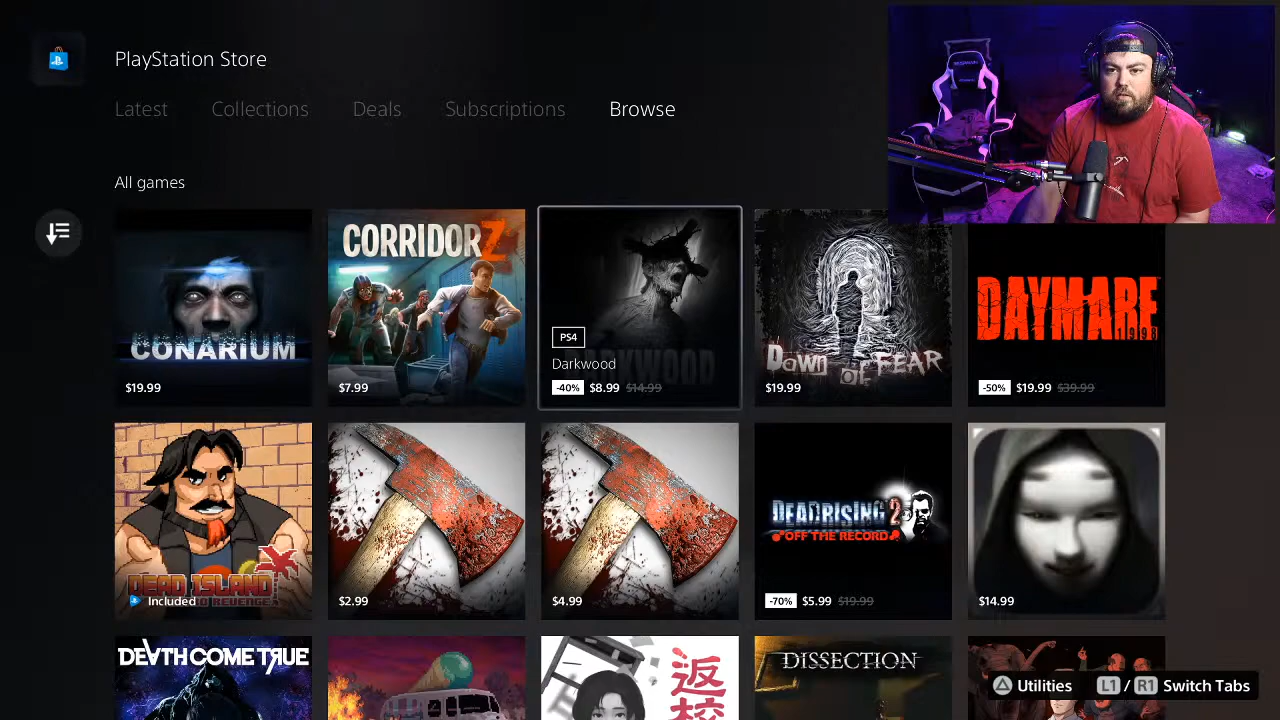 PlayStation Store
Latest Collections Deals Subscriptions Browse
All games
CONARIUM
$19.99
CORRIDOR Z
$7.99
PS4
Darkwood
-40% $8.99 $14.99
DAWN OF FEAR
$19.99
DAYMARE
1998
-50% $19.99 $39.99
DEAD ISLAND
RETRO REVENGE
Included
$2.99
$4.99
DEADRISING 2
OFF THE RECORD
-70% $5.99 $19.99
$14.99
DEATH COME TRUE
返校
DISSECTION
Utilities L1 / R1 Switch Tabs